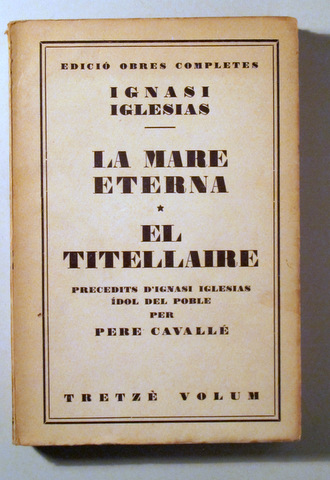 EDICIÓ OBRES COMPLETES
IGNASI
IGLESIAS
LA MARE
ETERNA
★
EL
TITELLAIRE
PRECEDITS D'IGNASI IGLESIAS
ÍDOL DEL POBLE
PER
PERE CAVALLÉ
TRETZÈ VOLUM